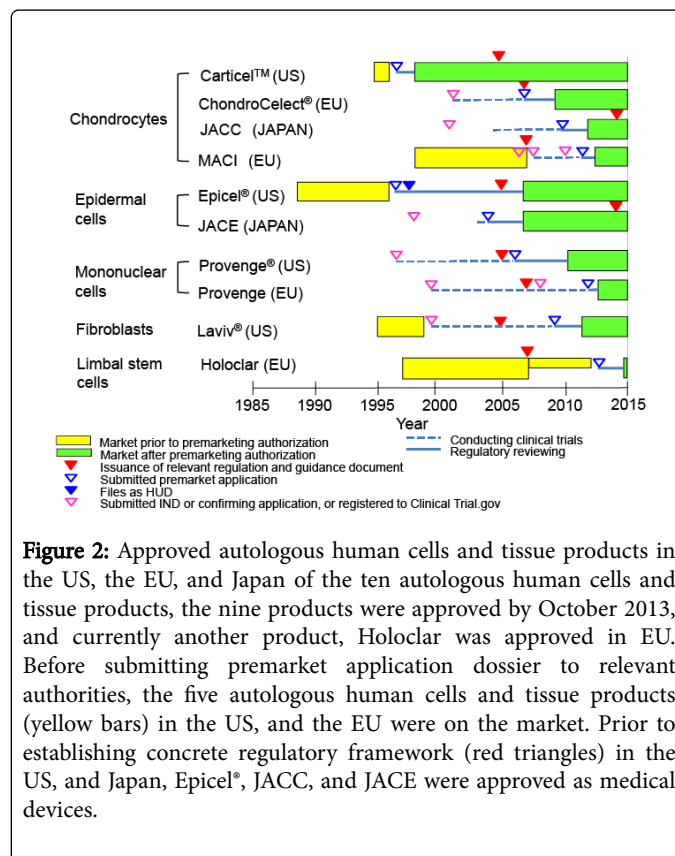 Carticel™ (US)
ChondroCelect® (EU)
Chondrocytes
JACC (JAPAN)
MACI (EU)
Epidermal
cells
Epicel® (US)
JACE (JAPAN)
Mononuclear
cells
Provenge® (US)
Provenge (EU)
Fibroblasts
Laviv® (US)
Limbal stem
cells
Holoclar (EU)
1985 1990 1995 2000 2005 2010 2015
Year
Market prior to premarketing authorization
Market after premarketing authorization
Issuance of relevant regulation and guidance document
Submitted premarket application
Files as HUD
Submitted IND or confirming application, or registered to Clinical Trial.gov
Conducting clinical trials
Regulatory reviewing
Figure 2: Approved autologous human cells and tissue products in
the US, the EU, and Japan of the ten autologous human cells and
tissue products, the nine products were approved by October 2013,
and currently another product, Holoclar was approved in EU.
Before submitting premarket application dossier to relevant
authorities, the five autologous human cells and tissue products
(yellow bars) in the US, and the EU were on the market. Prior to
establishing concrete regulatory framework (red triangles) in the
US, and Japan, Epicel®, JACC, and JACE were approved as medical
devices.